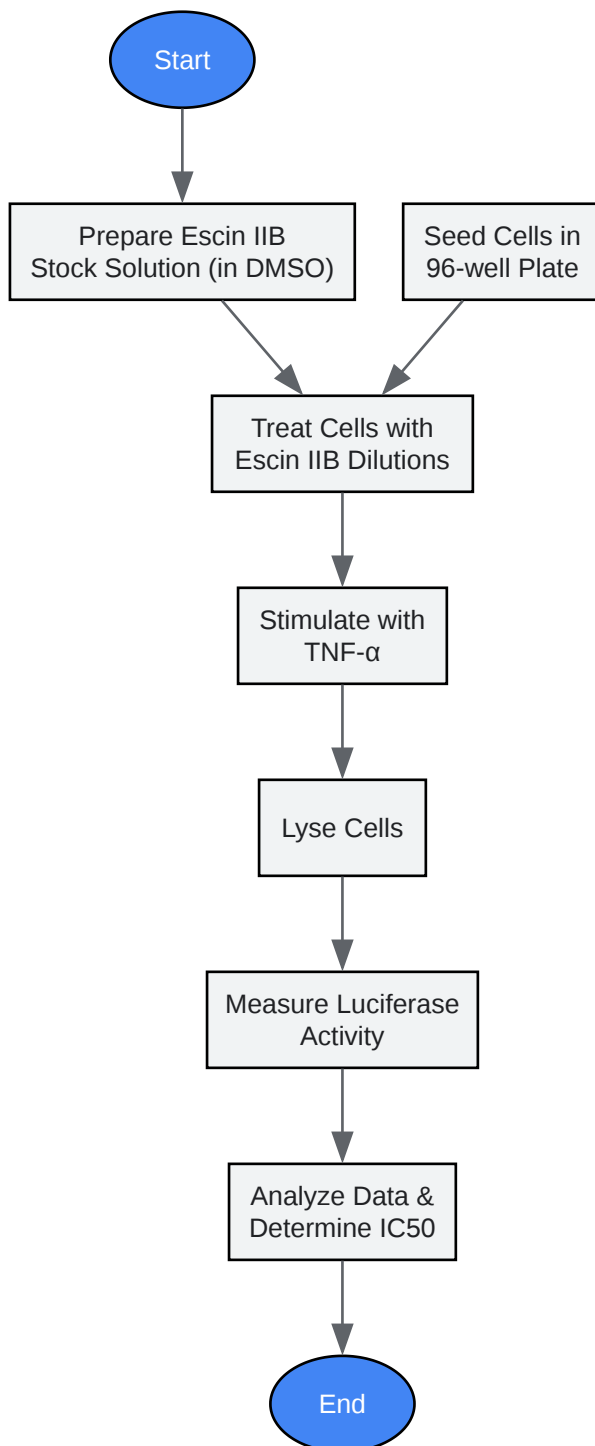 Start
Prepare Escin IIB
Stock Solution (in DMSO)
Seed Cells in
96-well Plate
Treat Cells with
Escin IIB Dilutions
Stimulate with
TNF-α
Lyse Cells
Measure Luciferase
Activity
Analyze Data &
Determine IC50
End